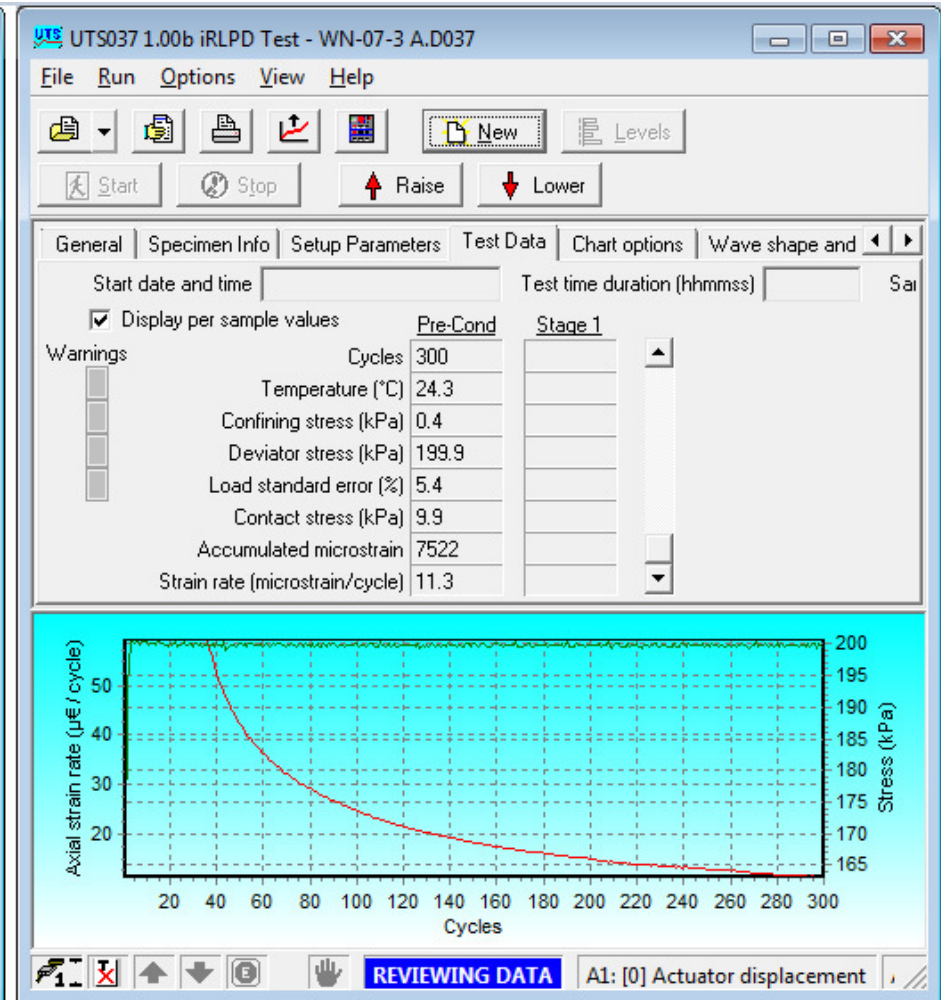 UTS UTS037 1.00b iRLPD Test - WN-07-3 A.D037
File Run Options View Help
New Levels
Start Stop Raise Lower
General Specimen Info Setup Parameters Test Data Chart options Wave shape and
Start date and time Test time duration (hhmmss) Sa
Display per sample values Pre-Cond Stage 1
Warnings
Cycles 300
Temperature (°C) 24.3
Confining stress (kPa) 0.4
Deviator stress (kPa) 199.9
Load standard error (%) 5.4
Contact stress (kPa) 9.9
Accumulated microstrain 7522
Strain rate (microstrain/cycle) 11.3
Axial strain rate (µ€ / cycle)
50
40
30
20
200
195
190
185
180
175
170
165
Stress (kPa)
20 40 60 80 100 120 140 160 180 200 220 240 260 280 300
Cycles
1 E REVIEWING DATA A1: [0] Actuator displacement